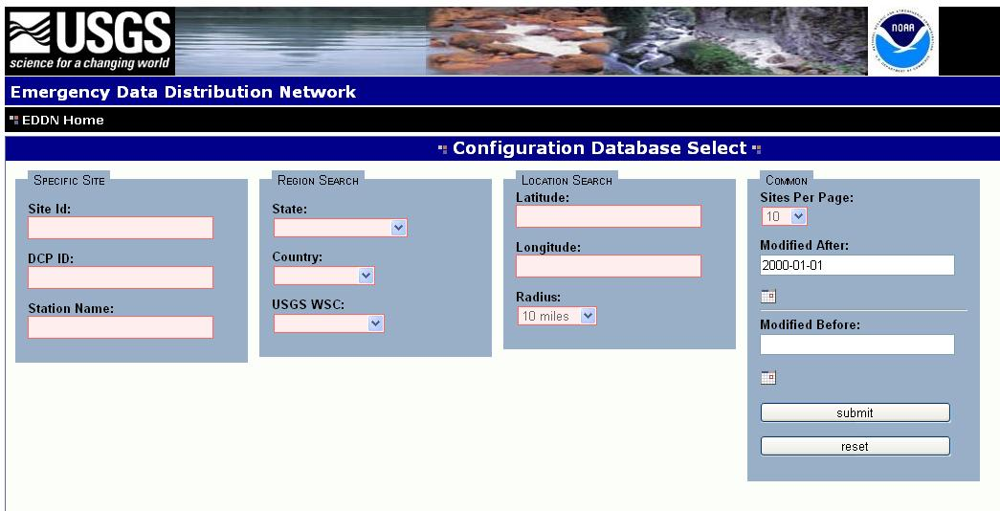 USGS
science for a changing world
NOAA
Emergency Data Distribution Network
EDDN Home
Configuration Database Select
Specific Site
Site Id:
DCP ID:
Station Name:
Region Search
State:
Country:
USGS WSC:
Location Search
Latitude:
Longitude:
Radius:
10 miles
Common
Sites Per Page:
10
Modified After:
2000-01-01
Modified Before:
submit
reset